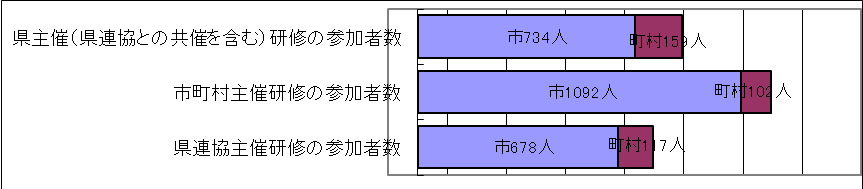 県主催(県連協との共催を含む)研修の参加者数 市734人 町村159人
市町村主催研修の参加者数 市1092人 町村102人
県連協主催研修の参加者数 市678人 町村117人